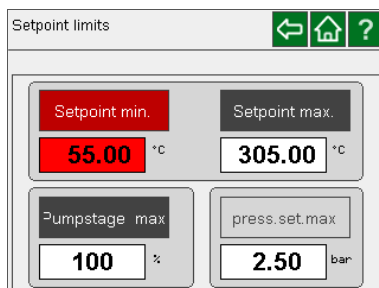 Setpoint limits
?
Setpoint min.
Setpoint max.
55.00 °C
305.00 °C
Pumpstage max
press.set.max
100 %
2.50 bar